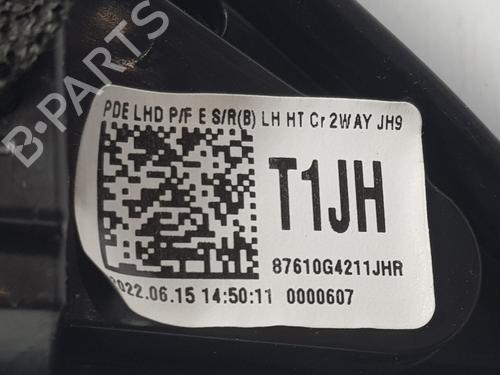 B-PARTS
PDE LHD P/F E S/R(B) LH HT Cr 2WAY JH9
T1JH
87610G4211JHR
2022.06.15 14:50:11 0000607